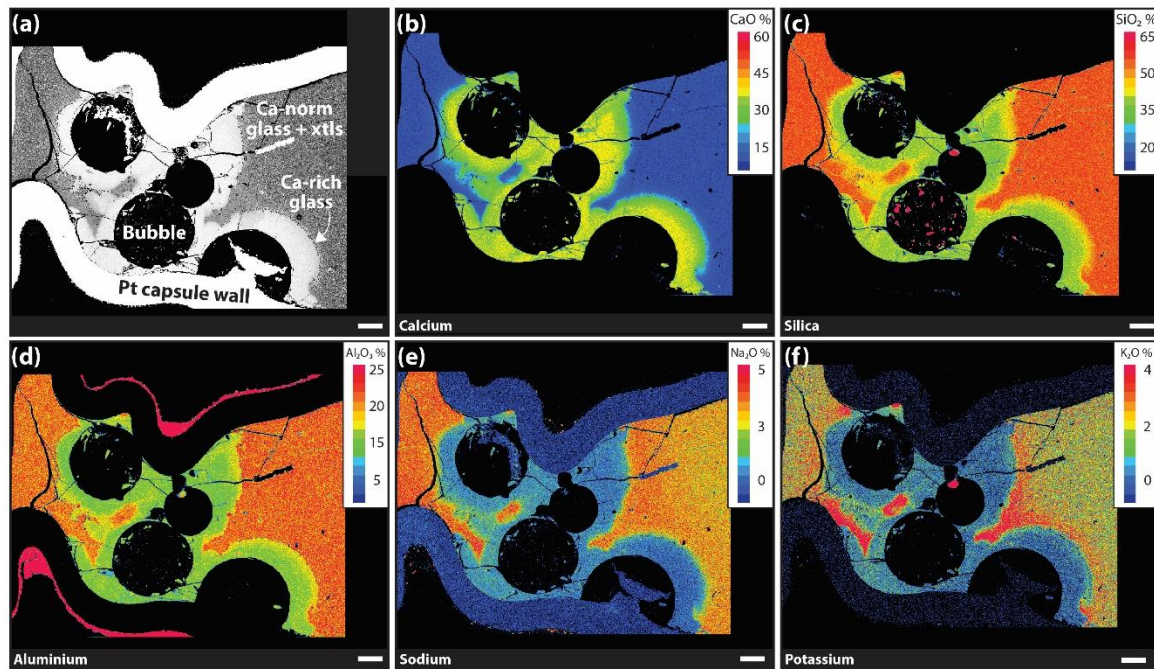 (a)
Ca-norm
glass + xtls
Ca-rich
glass
Bubble
Pt capsule wall
(b)
CaO %
60
45
30
15
Calcium
(c)
SiO₂ %
65
50
35
20
Silica
(d)
Al₂O₃ %
25
20
15
5
Aluminium
(e)
Na₂O %
5
3
2
0
Sodium
(f)
K₂O %
4
2
0
Potassium